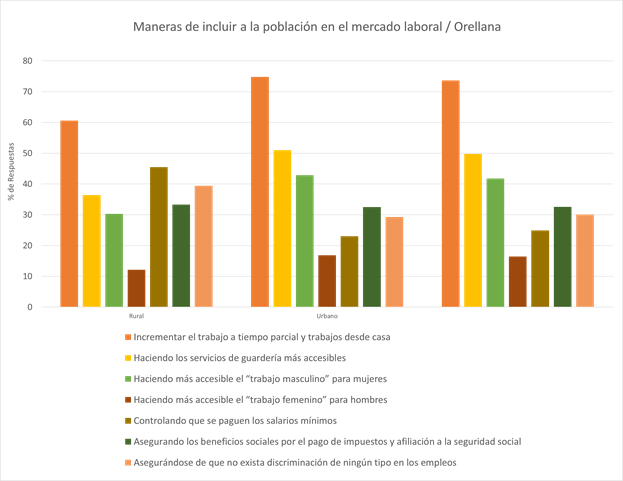 Maneras de incluir a la población en el mercado laboral / Orellana
80
70
60
50
40
30
20
10
0
% de Respuestas
Rural
Urbano
Incrementar el trabajo a tiempo parcial y trabajos desde casa
Haciendo los servicios de guardería más accesibles
Haciendo más accesible el “trabajo masculino” para mujeres
Haciendo más accesible el “trabajo femenino” para hombres
Controlando que se paguen los salarios mínimos
Asegurando los beneficios sociales por el pago de impuestos y afiliación a la seguridad social
Asegurándose de que no exista discriminación de ningún tipo en los empleos